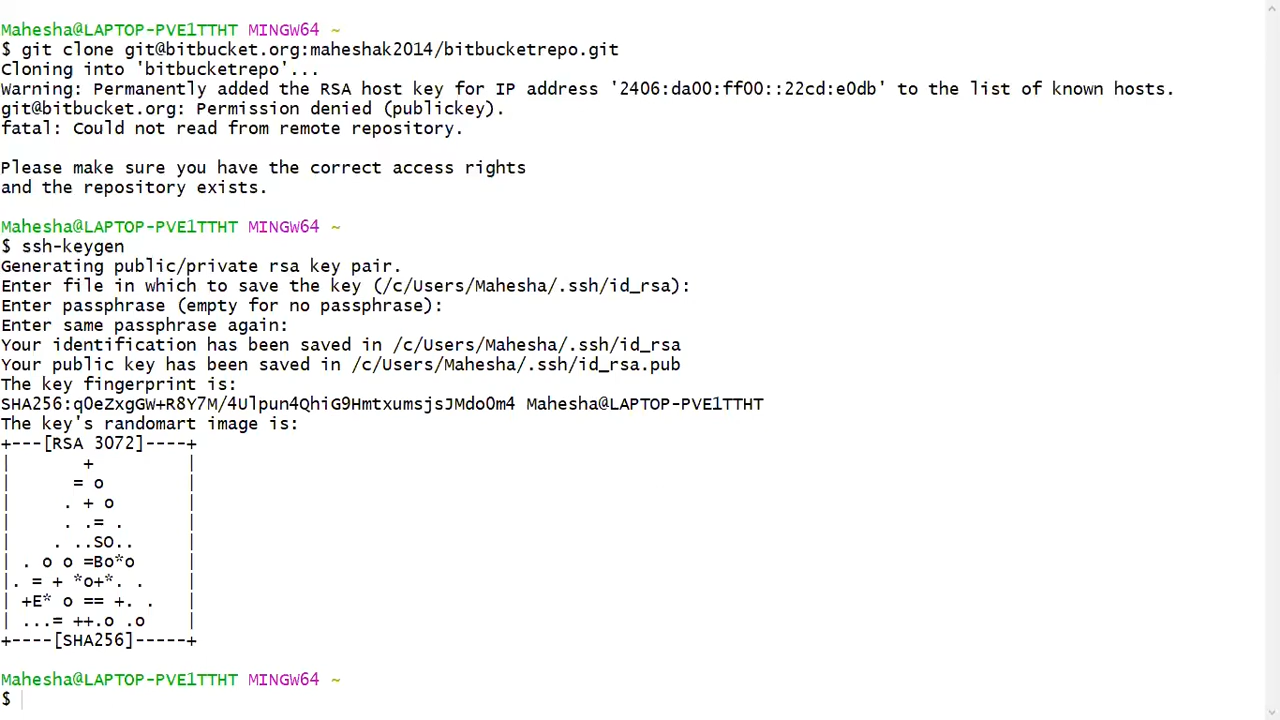 Mahesha@LAPTOP-PVE1TTHT MINGW64 ~
$ git clone git@bitbucket.org:maheshak2014/bitbucketrepo.git
Cloning into 'bitbucketrepo'...
Warning: Permanently added the RSA host key for IP address '2406:da00:ff00::22cd:e0db' to the list of known hosts.
git@bitbucket.org: Permission denied (publickey).
fatal: Could not read from remote repository.

Please make sure you have the correct access rights
and the repository exists.

Mahesha@LAPTOP-PVE1TTHT MINGW64 ~
$ ssh-keygen
Generating public/private rsa key pair.
Enter file in which to save the key (/c/Users/Mahesha/.ssh/id_rsa):
Enter passphrase (empty for no passphrase):
Enter same passphrase again:
Your identification has been saved in /c/Users/Mahesha/.ssh/id_rsa
Your public key has been saved in /c/Users/Mahesha/.ssh/id_rsa.pub
The key fingerprint is:
SHA256:q0eZxgGW+R8Y7M/4Ulpun4QhiG9HmtxumsjsJMdo0m4 Mahesha@LAPTOP-PVE1TTHT
The key's randomart image is:
+---[RSA 3072]----+
|       +         |
|      = o        |
|     . + o       |
|     . .= .      |
|    . ..SO..     |
| . o o =Bo*o     |
|. = + *o+*. .    |
| +E* o == +. .   |
| ...= ++.o .o    |
+----[SHA256]-----+

Mahesha@LAPTOP-PVE1TTHT MINGW64 ~
$